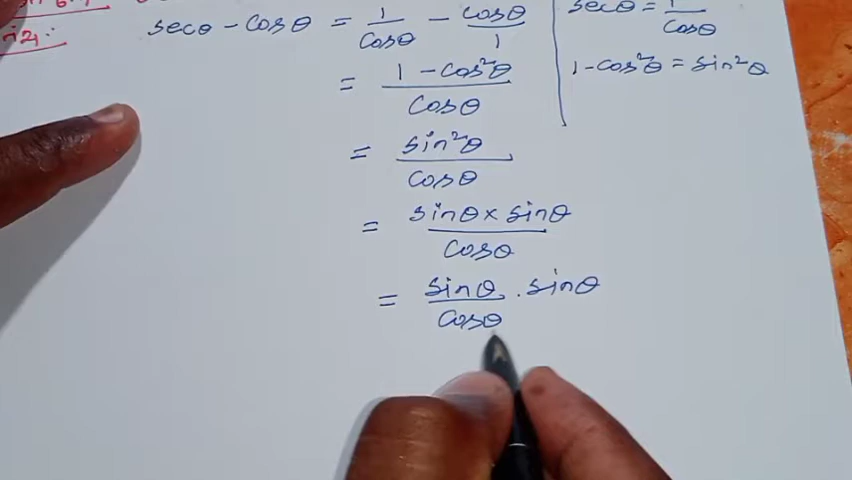 secθ - cosθ = 1/cosθ - cosθ/1
= 1 - cos²θ/cosθ
= sin²θ/cosθ
= sinθ × sinθ/cosθ
= sinθ/cosθ . sinθ
secθ = 1/cosθ
1 - cos²θ = sin²θ